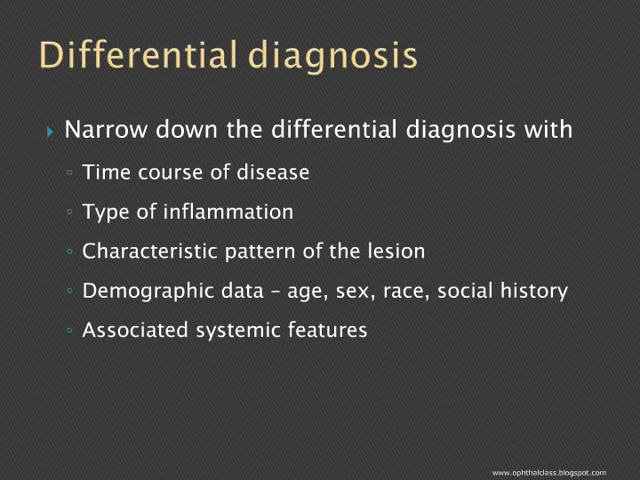 Differential diagnosis
Narrow down the differential diagnosis with
Time course of disease
Type of inflammation
Characteristic pattern of the lesion
Demographic data – age, sex, race, social history
Associated systemic features
www.ophthalclass.blogspot.com